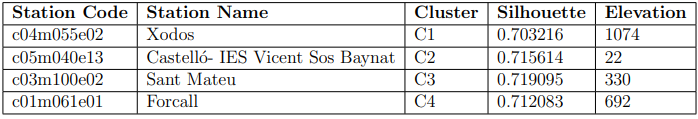 Station Code Station Name Cluster Silhouette Elevation
c04m055e02 Xodos C1 0.703216 1074
c05m040e13 Castelló- IES Vicent Sos Baynat C2 0.715614 22
c03m100e02 Sant Mateu C3 0.719095 330
c01m061e01 Forcall C4 0.712083 692